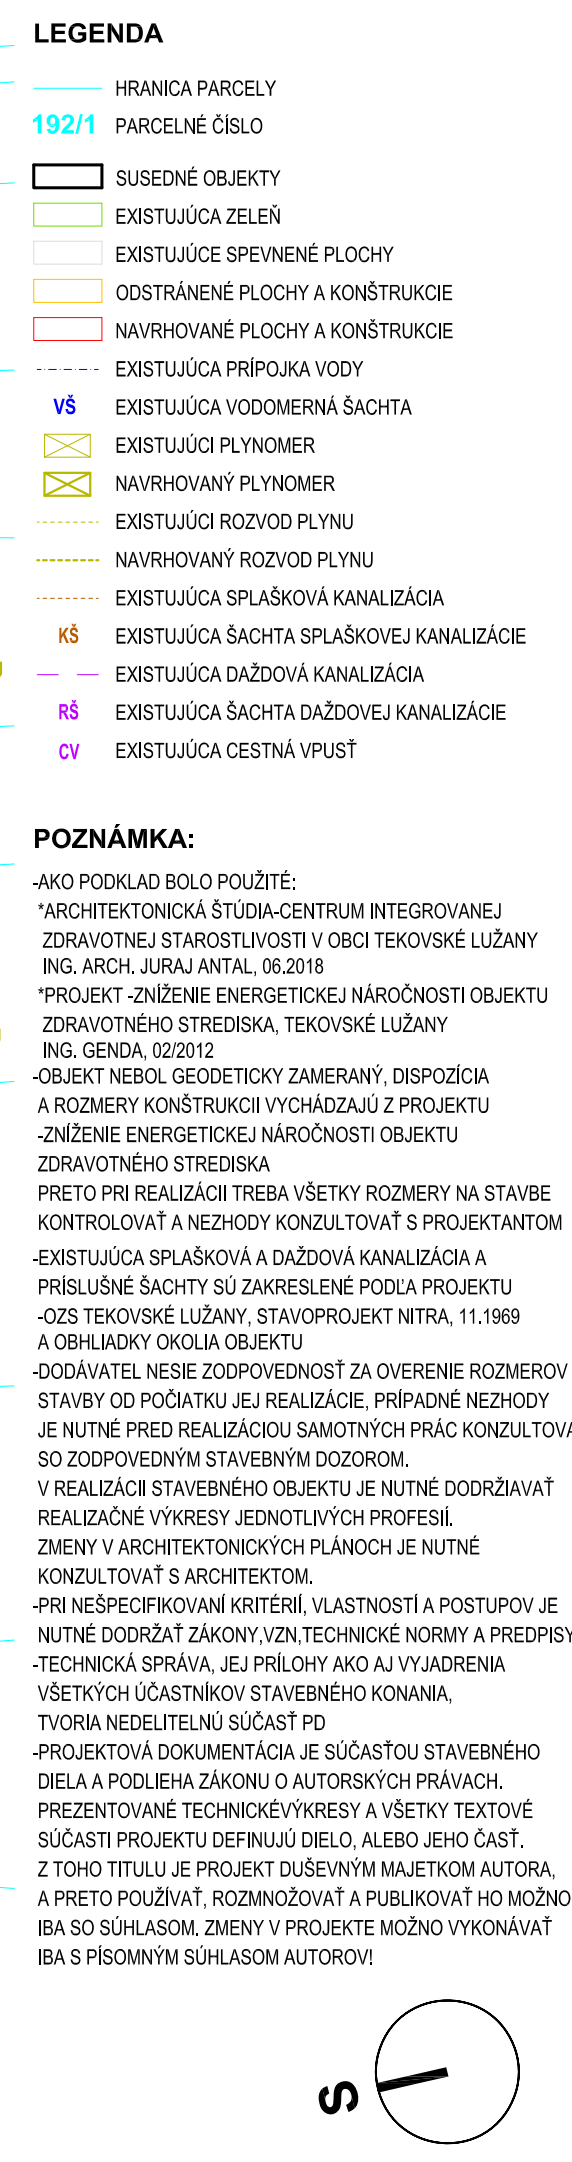 LEGENDA
HRANICA PARCELY
192/1 PARCELNÉ ČÍSLO
SUSEDNÉ OBJEKTY
EXISTUJÚCA ZELEŇ
EXISTUJÚCE SPEVNENÉ PLOCHY
ODSTRÁNENÉ PLOCHY A KONŠTRUKCIE
NAVRHOVANÉ PLOCHY A KONŠTRUKCIE
EXISTUJÚCA PRÍPOJKA VODY
VŠ EXISTUJÚCA VODOMERNÁ ŠACHTA
EXISTUJÚCI PLYNOMER
NAVRHOVANÝ PLYNOMER
EXISTUJÚCI ROZVOD PLYNU
NAVRHOVANÝ ROZVOD PLYNU
EXISTUJÚCA SPLAŠKOVÁ KANALIZÁCIA
KŠ EXISTUJÚCA ŠACHTA SPLAŠKOVEJ KANALIZÁCIE
EXISTUJÚCA DAŽDOVÁ KANALIZÁCIA
RŠ EXISTUJÚCA ŠACHTA DAŽDOVEJ KANALIZÁCIE
CV EXISTUJÚCA CESTNÁ VPUSŤ
POZNÁMKA:
-AKO PODKLAD BOLO POUŽITÉ:
*ARCHITEKTONICKÁ ŠTÚDIA-CENTRUM INTEGROVANEJ
ZDRAVOTNEJ STAROSTLIVOSTI V OBCI TEKOVSKÉ LUŽANY
ING. ARCH. JURAJ ANTAL, 06.2018
*PROJEKT -ZNÍŽENIE ENERGETICKEJ NÁROČNOSTI OBJEKTU
ZDRAVOTNÉHO STREDISKA, TEKOVSKÉ LUŽANY
ING. GENDA, 02/2012
-OBJEKT NEBOL GEODETICKY ZAMERANÝ, DISPOZÍCIA
A ROZMERY KONŠTRUKCII VYCHÁDZAJÚ Z PROJEKTU
-ZNÍŽENIE ENERGETICKEJ NÁROČNOSTI OBJEKTU
ZDRAVOTNÉHO STREDISKA
PRETO PRI REALIZÁCII TREBA VŠETKY ROZMERY NA STAVBE
KONTROLOVAŤ A NEZHODY KONZULTOVAŤ S PROJEKTANTOM
-EXISTUJÚCA SPLAŠKOVÁ A DAŽDOVÁ KANALIZÁCIA A
PRÍSLUŠNÉ ŠACHTY SÚ ZAKRESLENÉ PODĽA PROJEKTU
-OZS TEKOVSKÉ LUŽANY, STAVOPROJEKT NITRA, 11.1969
A OBHLIADKY OKOLIA OBJEKTU
-DODÁVATEL NESIE ZODPOVEDNOSŤ ZA OVERENIE ROZMEROV
STAVBY OD POČIATKU JEJ REALIZÁCIE, PRÍPADNÉ NEZHODY
JE NUTNÉ PRED REALIZÁCIOU SAMOTNÝCH PRÁC KONZULTOVA
SO ZODPOVEDNÝM STAVEBNÝM DOZOROM.
V REALIZÁCII STAVEBNÉHO OBJEKTU JE NUTNÉ DODRŽIAVAŤ
REALIZAČNÉ VÝKRESY JEDNOTLIVÝCH PROFESIÍ.
ZMENY V ARCHITEKTONICKÝCH PLÁNOCH JE NUTNÉ
KONZULTOVAŤ S ARCHITEKTOM.
-PRI NEŠPECIFIKOVANÍ KRITÉRIÍ, VLASTNOSTÍ A POSTUPOV JE
NUTNÉ DODRŽAŤ ZÁKONY,VZN,TECHNICKÉ NORMY A PREDPISY
-TECHNICKÁ SPRÁVA, JEJ PRÍLOHY AKO AJ VYJADRENIA
VŠETKÝCH ÚČASTNÍKOV STAVEBNÉHO KONANIA,
TVORIA NEDELITELNÚ SÚČASŤ PD
-PROJEKTOVÁ DOKUMENTÁCIA JE SÚČASŤOU STAVEBNÉHO
DIELA A PODLIEHA ZÁKONU O AUTORSKÝCH PRÁVACH.
PREZENTOVANÉ TECHNICKÉVÝKRESY A VŠETKY TEXTOVÉ
SÚČASTI PROJEKTU DEFINUJÚ DIELO, ALEBO JEHO ČASŤ.
Z TOHO TITULU JE PROJEKT DUŠEVNÝM MAJETKOM AUTORA,
A PRETO POUŽÍVAŤ, ROZMNOŽOVAŤ A PUBLIKOVAŤ HO MOŽNO
IBA SO SÚHLASOM. ZMENY V PROJEKTE MOŽNO VYKONÁVAŤ
IBA S PÍSOMNÝM SÚHLASOM AUTOROV!
S